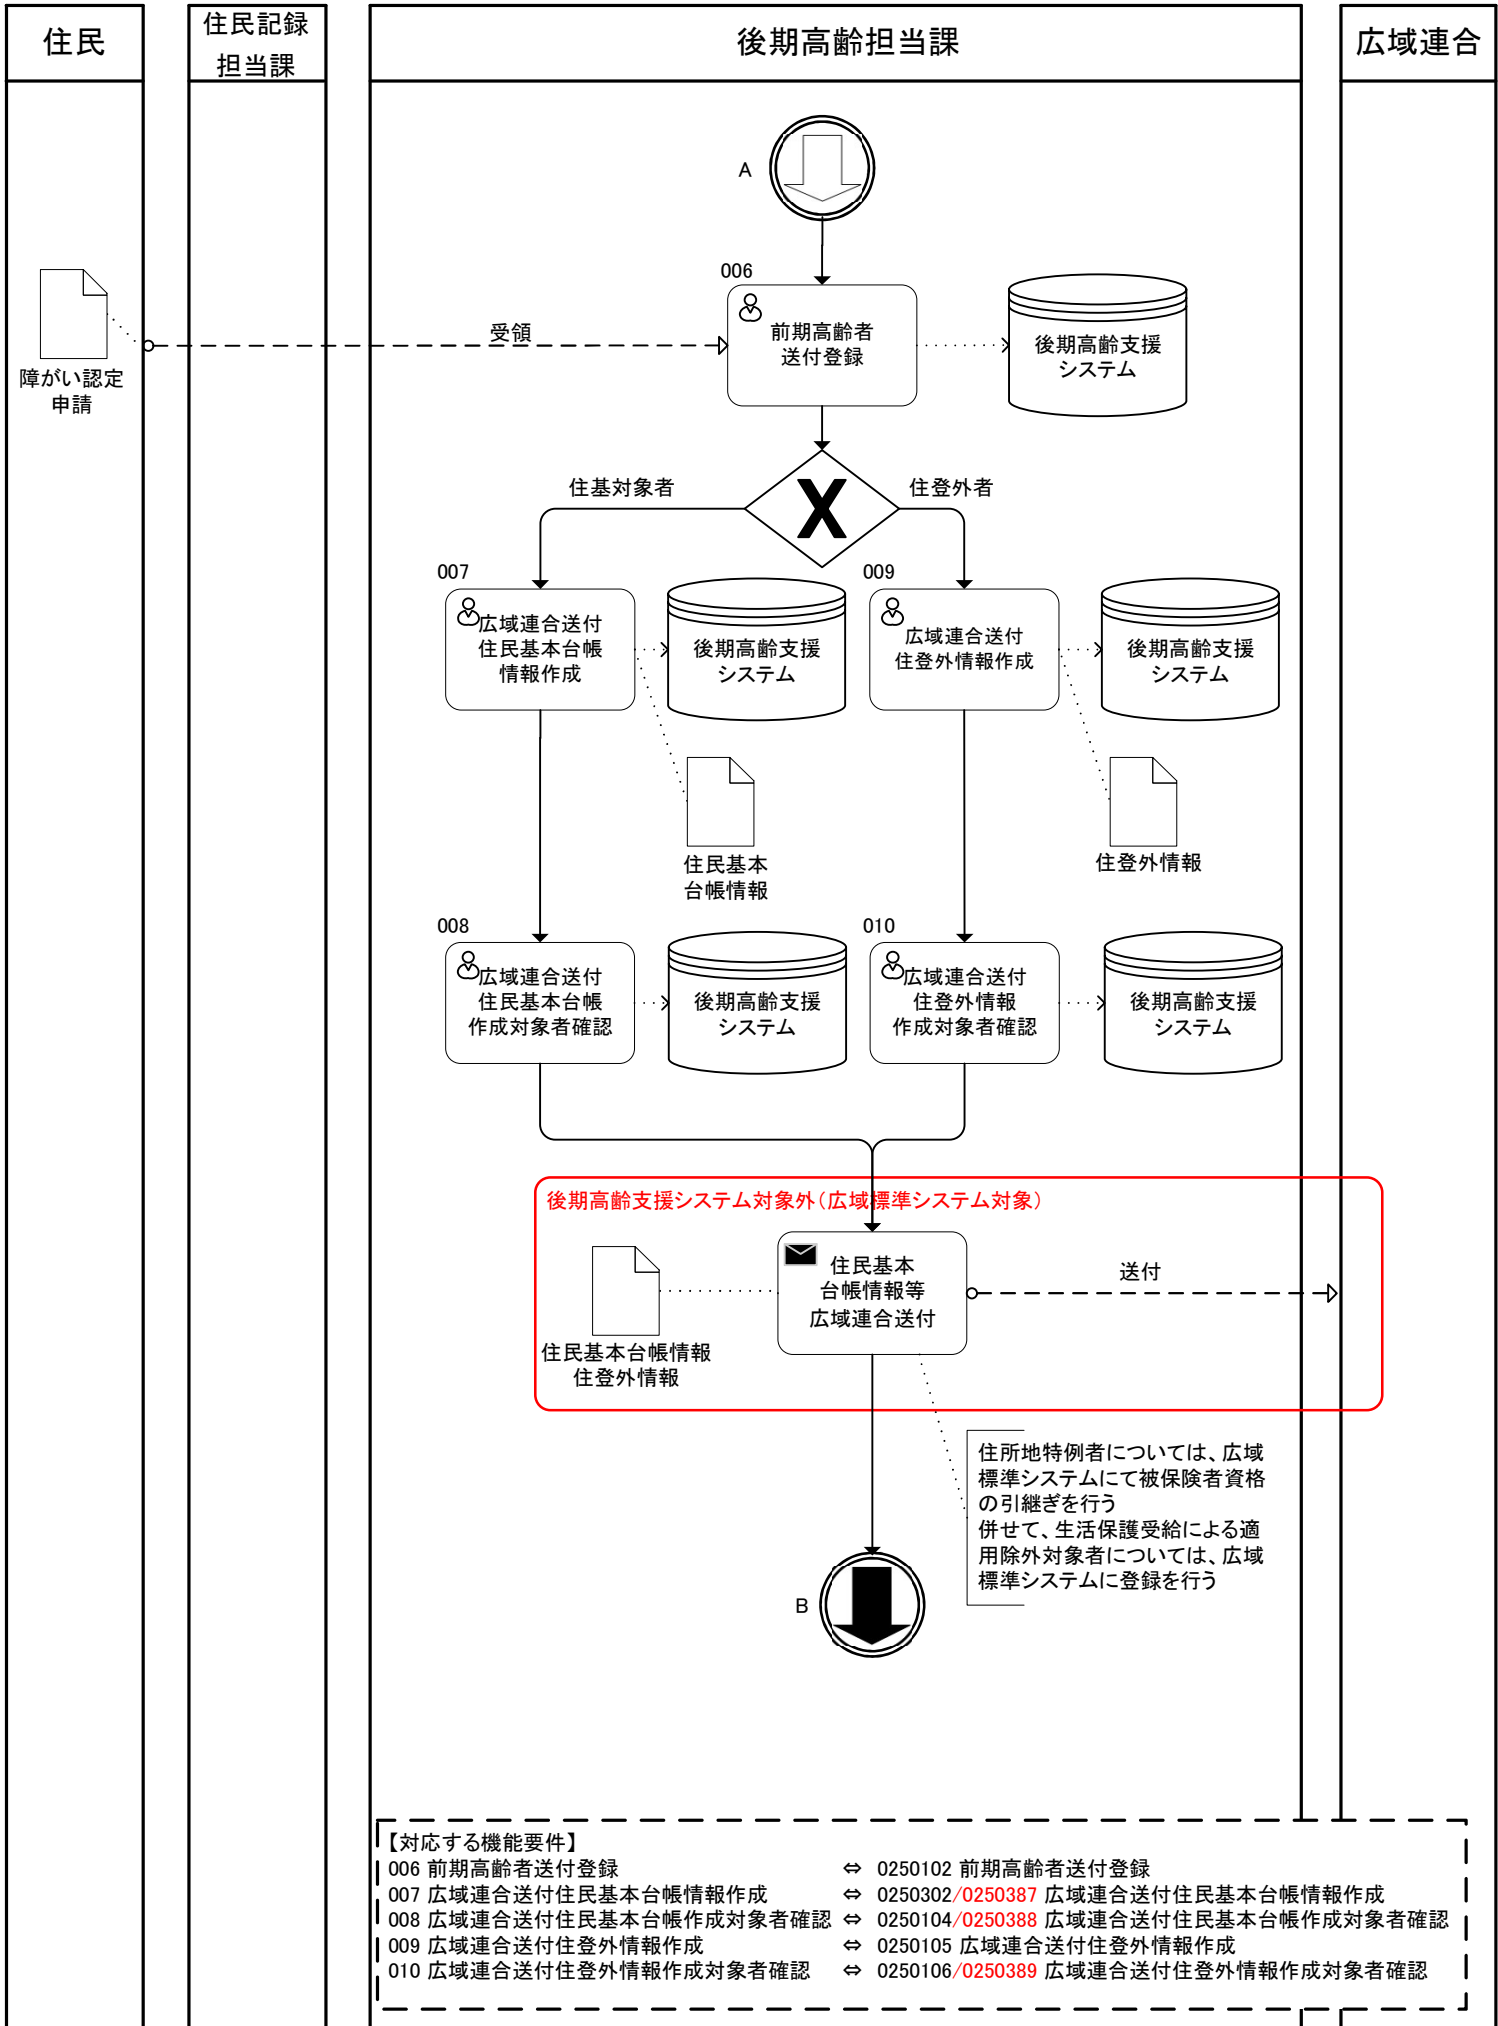 住民
住民記録
担当課
後期高齢担当課
広域連合
A
006
前期高齢者
送付登録
後期高齢支援
システム
受領
障がい認定
申請
住基対象者
X
住登外者
007
広域連合送付
住民基本台帳
情報作成
後期高齢支援
システム
009
広域連合送付
住登外情報作成
後期高齢支援
システム
住民基本
台帳情報
住登外情報
008
広域連合送付
住民基本台帳
作成対象者確認
後期高齢支援
システム
010
広域連合送付
住登外情報
作成対象者確認
後期高齢支援
システム
後期高齢支援システム対象外(広域標準システム対象)
住民基本
台帳情報等
広域連合送付
送付
住民基本台帳情報
住登外情報
住所地特例者については、広域
標準システムにて被保険者資格
の引継ぎを行う
併せて、生活保護受給による適
用除外対象者については、広域
標準システムに登録を行う
B
【対応する機能要件】
006 前期高齢者送付登録 ⇔ 0250102 前期高齢者送付登録
007 広域連合送付住民基本台帳情報作成 ⇔ 0250302/0250387 広域連合送付住民基本台帳情報作成
008 広域連合送付住民基本台帳作成対象者確認 ⇔ 0250104/0250388 広域連合送付住民基本台帳作成対象者確認
009 広域連合送付住登外情報作成 ⇔ 0250105 広域連合送付住登外情報作成
010 広域連合送付住登外情報作成対象者確認 ⇔ 0250106/0250389 広域連合送付住登外情報作成対象者確認